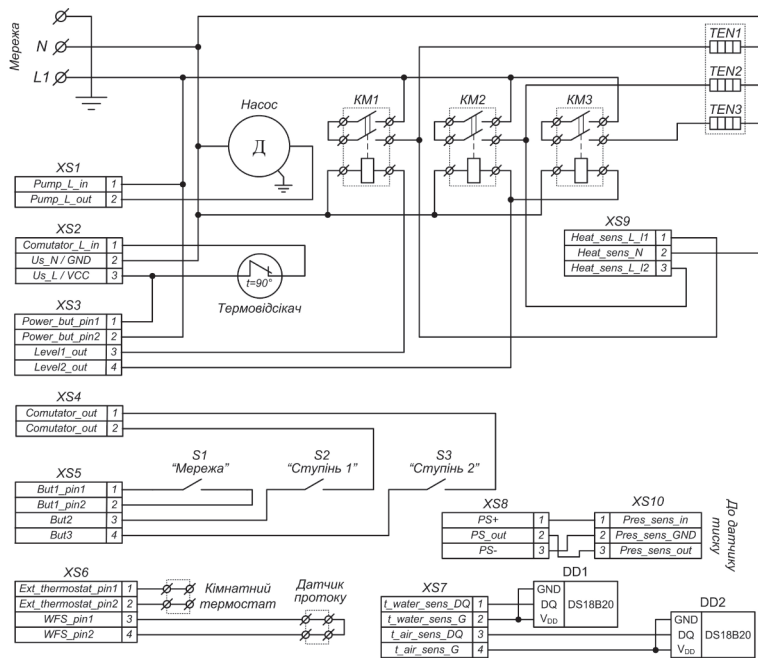 Мережа
N
L1
TEN1
TEN2
TEN3
KM1
KM2
KM3
Насос
Д
XS1
Pump_L_in 1
Pump_L_out 2
XS2
Comutator_L_in 1
Us_N / GND 2
Us_L / VCC 3
t=90°
Термовідсікач
XS9
Heat_sens_L_l1 1
Heat_sens_N 2
Heat_sens_L_l2 3
XS3
Power_but_pin1 1
Power_but_pin2 2
Level1_out 3
Level2_out 4
XS4
Comutator_out 1
Comutator_out 2
S1
“Мережа”
S2
“Ступінь 1”
S3
“Ступінь 2”
XS5
But1_pin1 1
But1_pin2 2
But2 3
But3 4
XS8
PS+ 1
PS_out 2
PS- 3
XS10
1 Pres_sens_in
2 Pres_sens_GND
3 Pres_sens_out
До датчику
тиску
XS6
Ext_thermostat_pin1 1
Ext_thermostat_pin2 2
WFS_pin1 3
WFS_pin2 4
Кімнатний
термостат
Датчик
протоку
XS7
t_water_sens_DQ 1
t_water_sens_G 2
t_air_sens_DQ 3
t_air_sens_G 4
DD1
GND
DQ DS18B20
VDD
DD2
GND
DQ DS18B20
VDD